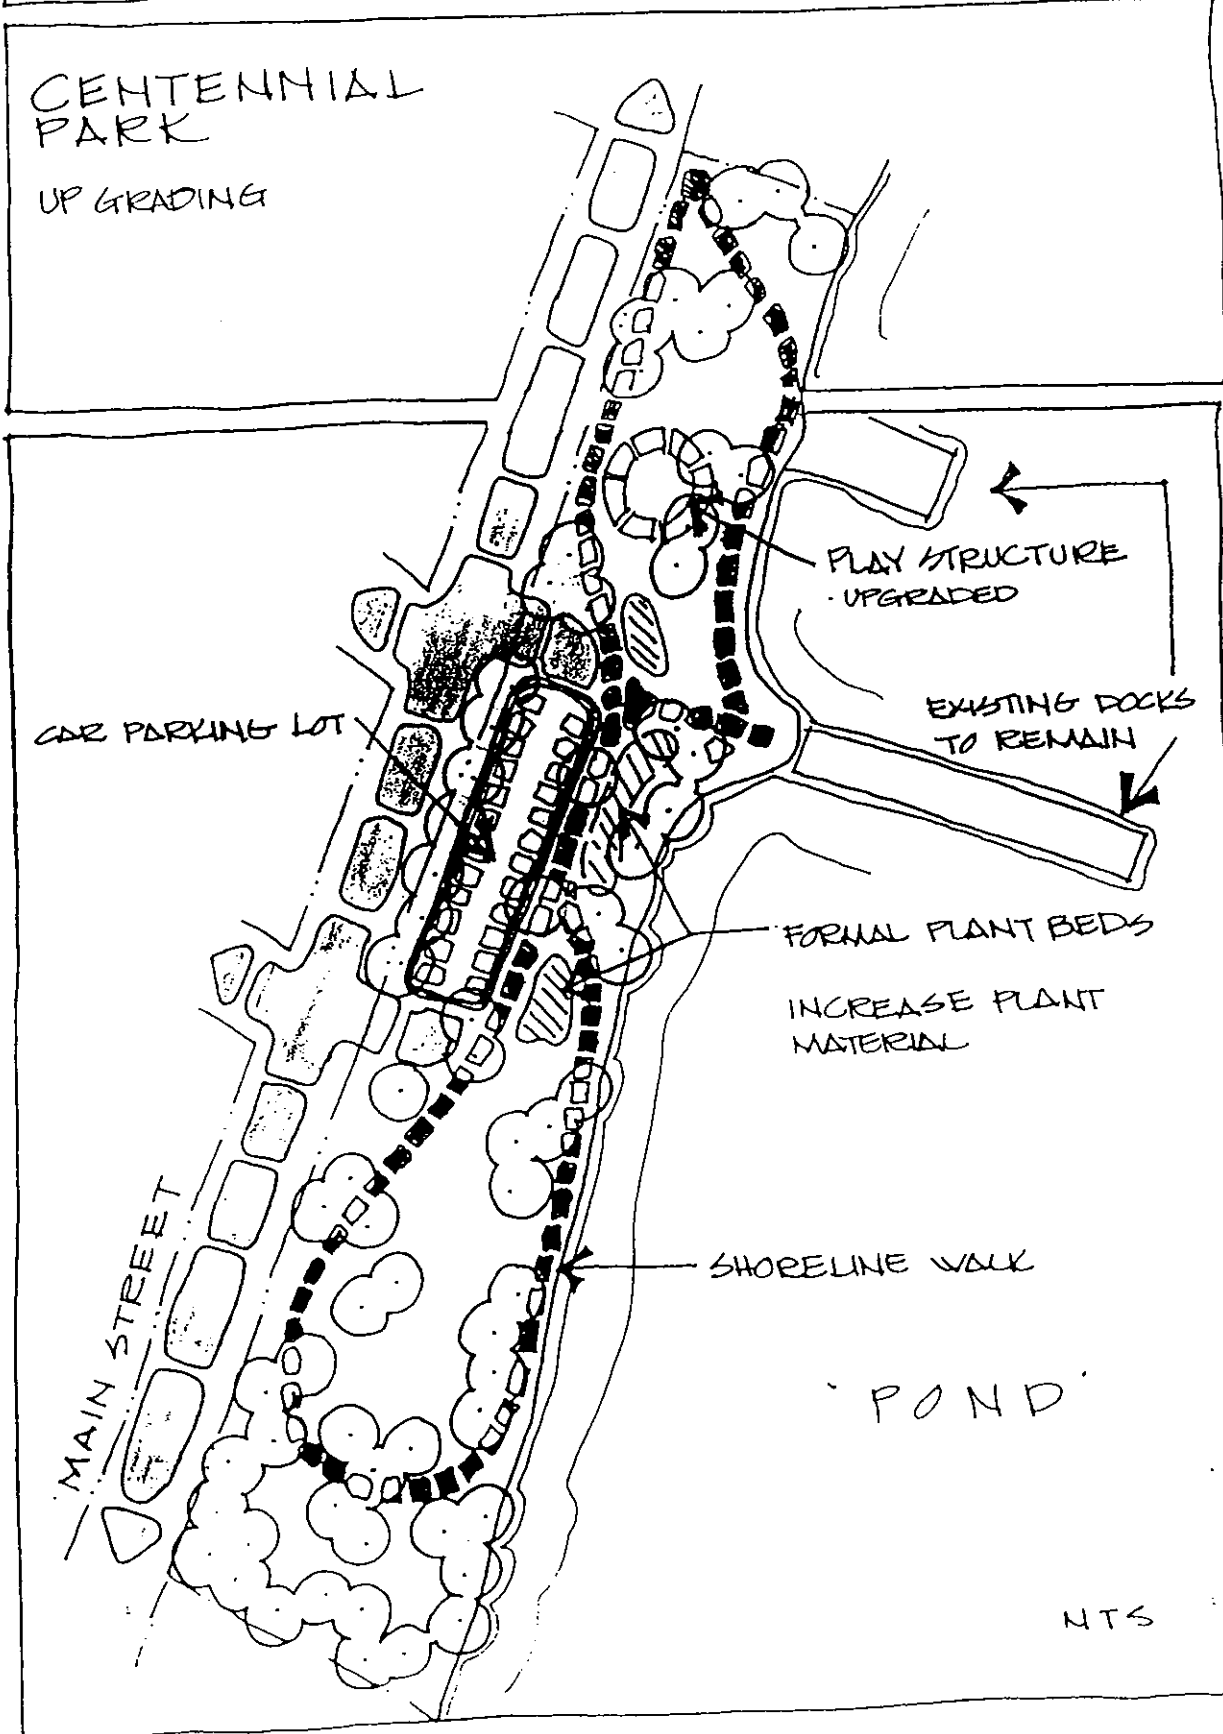 CENTENNIAL
PARK
UP GRADING
PLAY STRUCTURE
· UPGRADED
CAR PARKING LOT
EXISTING DOCKS
TO REMAIN
FORMAL PLANT BEDS
INCREASE PLANT
MATERIAL
MAIN STREET
SHORELINE WALK
'POND'
NTS